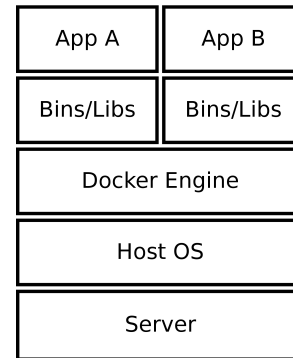 App A App B
Bins/Libs Bins/Libs
Docker Engine
Host OS
Server